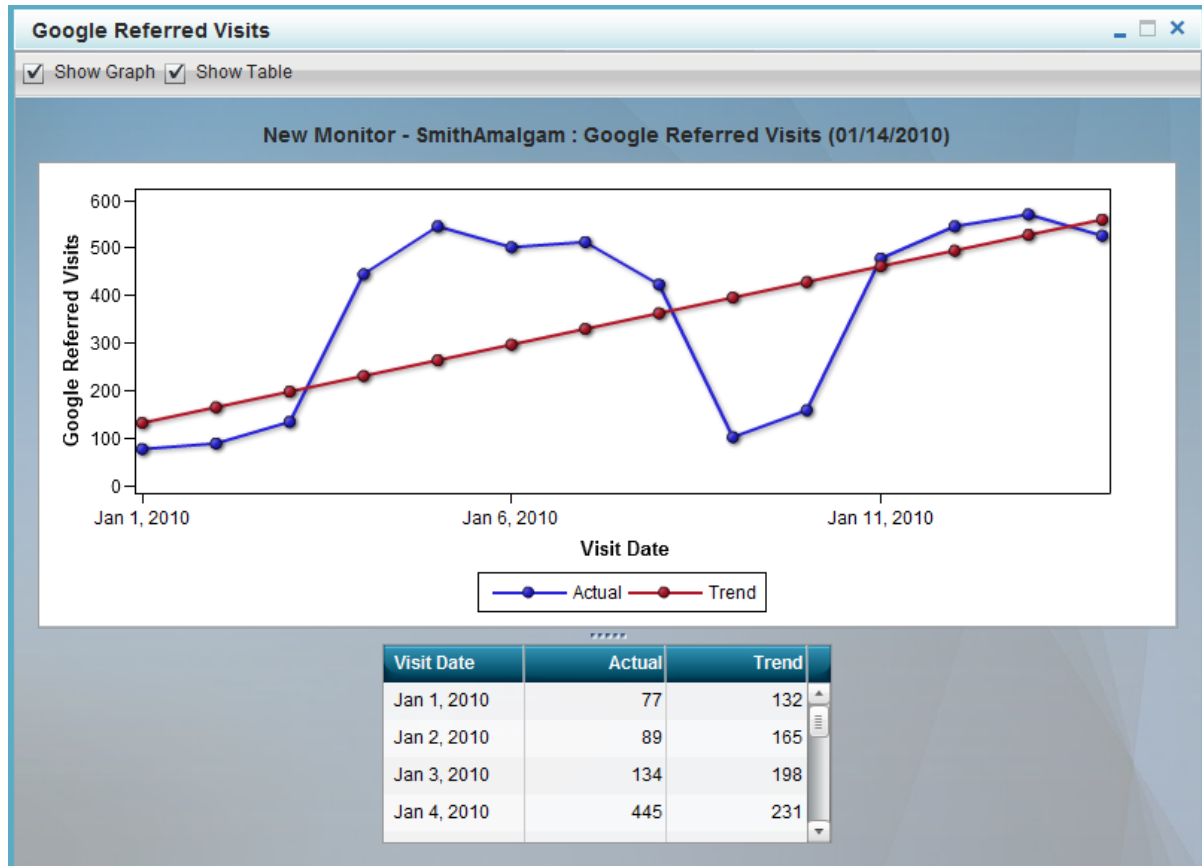 Google Referred Visits
Show Graph Show Table
New Monitor - SmithAmalgam : Google Referred Visits (01/14/2010)
Google Referred Visits
600
500
400
300
200
100
0
Jan 1, 2010 Jan 6, 2010 Jan 11, 2010
Visit Date
Actual Trend
Visit Date Actual Trend
Jan 1, 2010 77 132
Jan 2, 2010 89 165
Jan 3, 2010 134 198
Jan 4, 2010 445 231